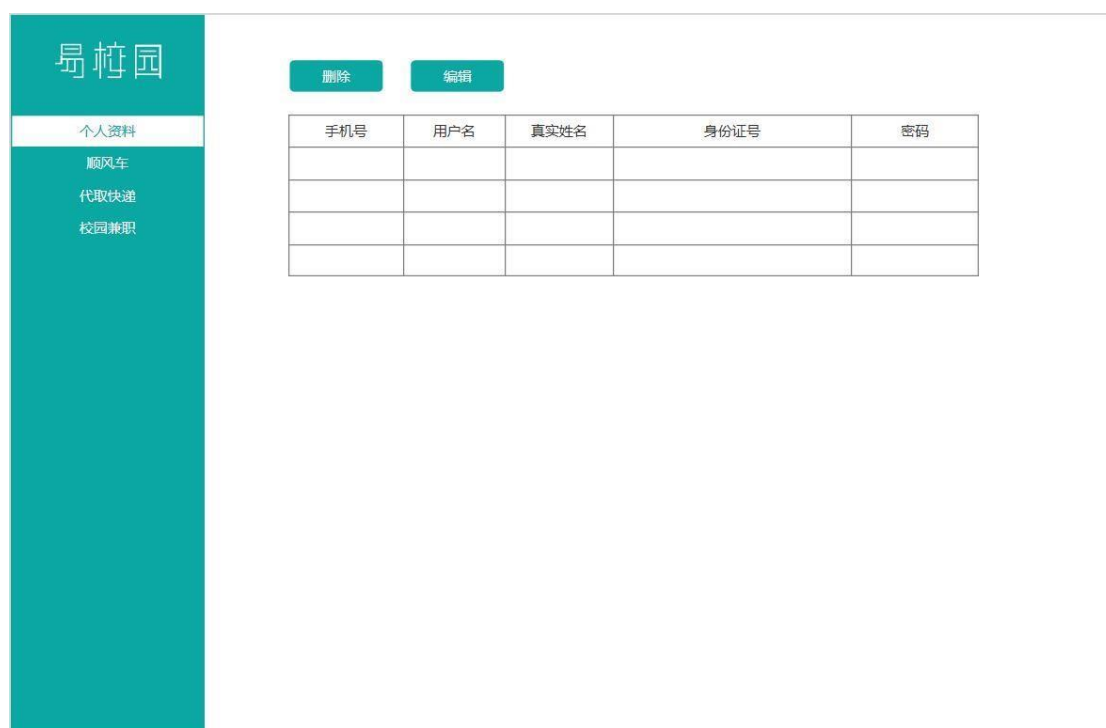 易校园
个人资料
顺风车
代取快递
校园兼职
删除 编辑
手机号 用户名 真实姓名 身份证号 密码